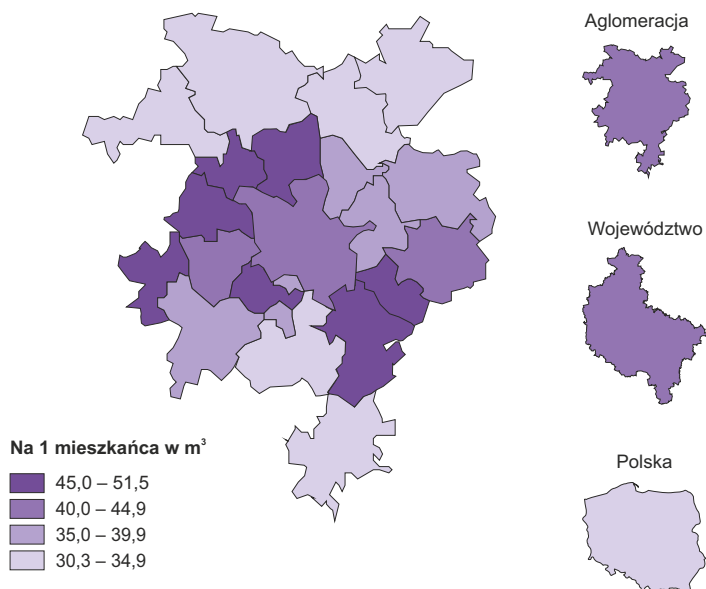 Aglomeracja
Województwo
Polska
Na 1 mieszkańca w m³
45,0 – 51,5
40,0 – 44,9
35,0 – 39,9
30,3 – 34,9